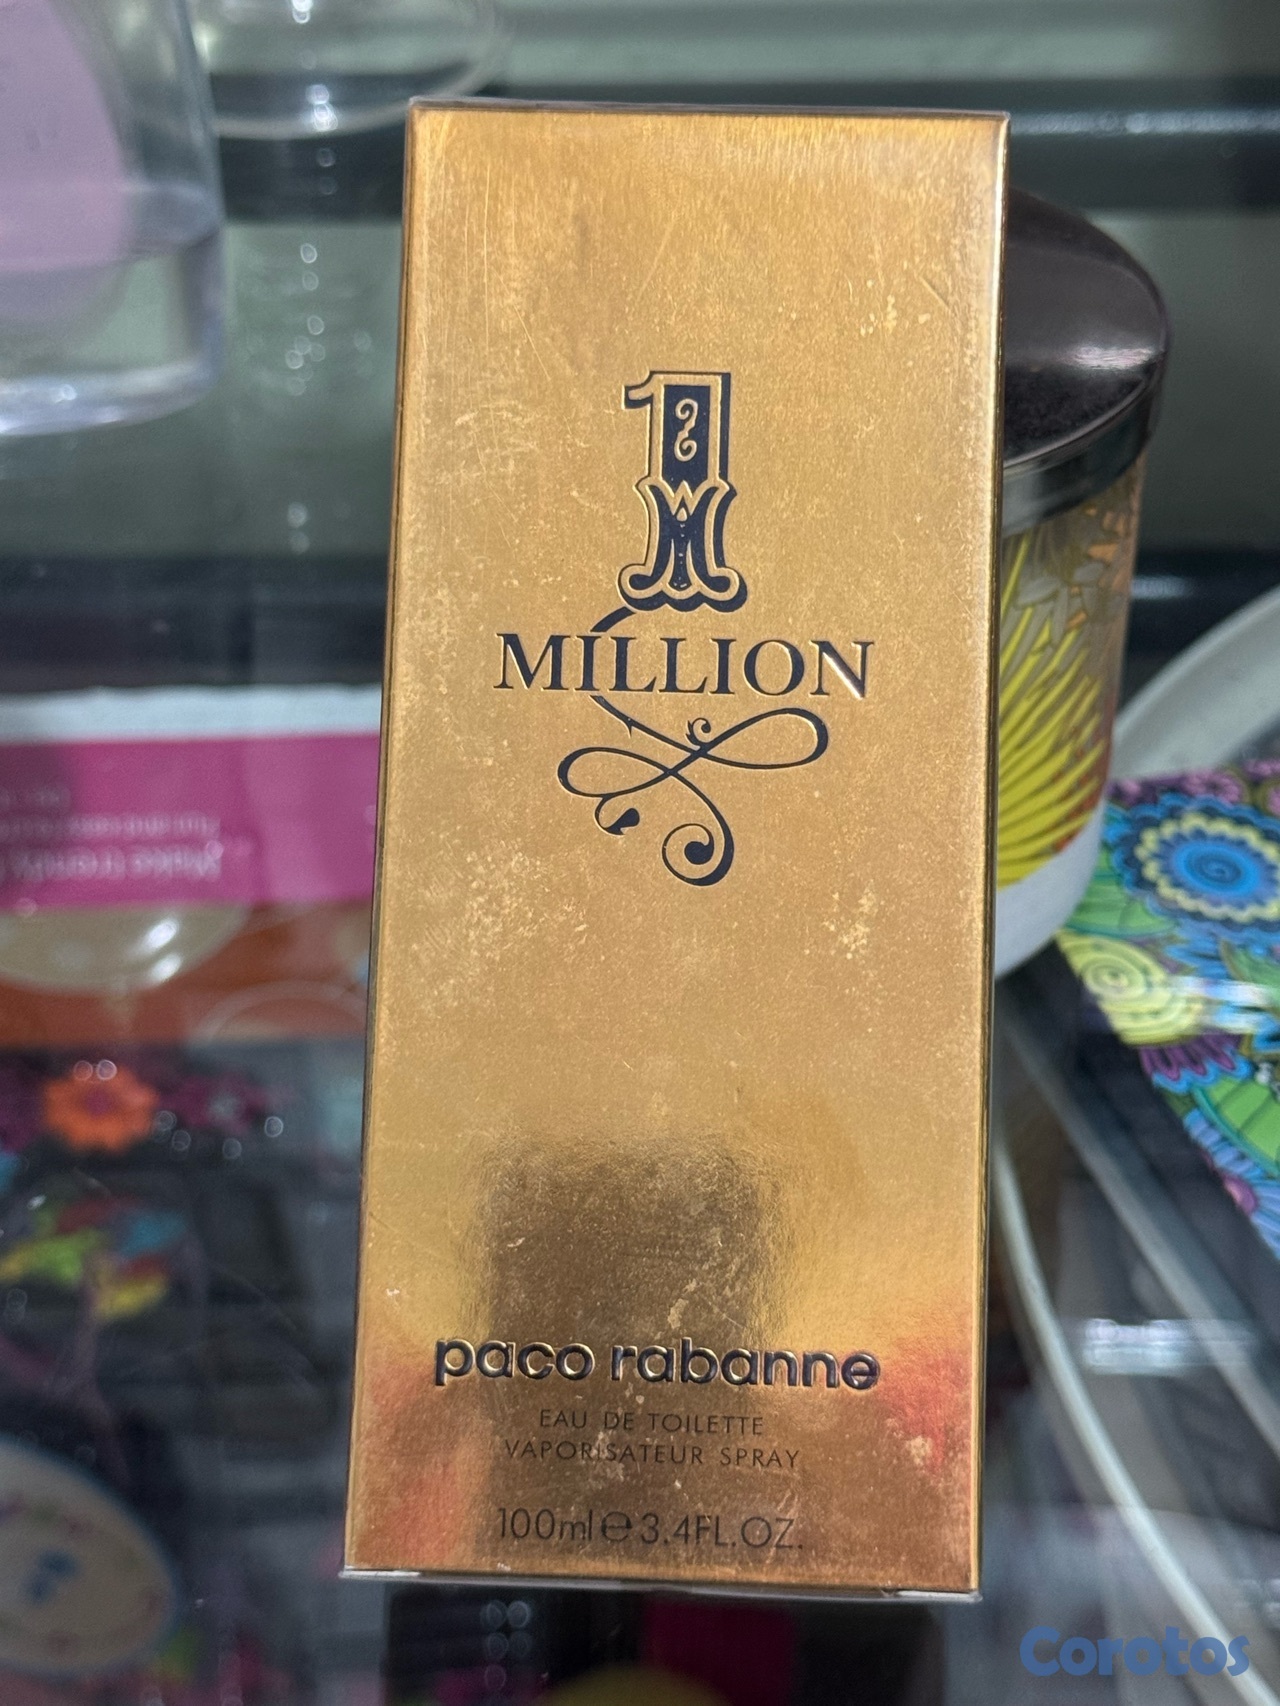 1
MILLION
paco rabanne
EAU DE TOILETTE
VAPORISATEUR SPRAY
100ml e 3.4FL.OZ.
Corotos